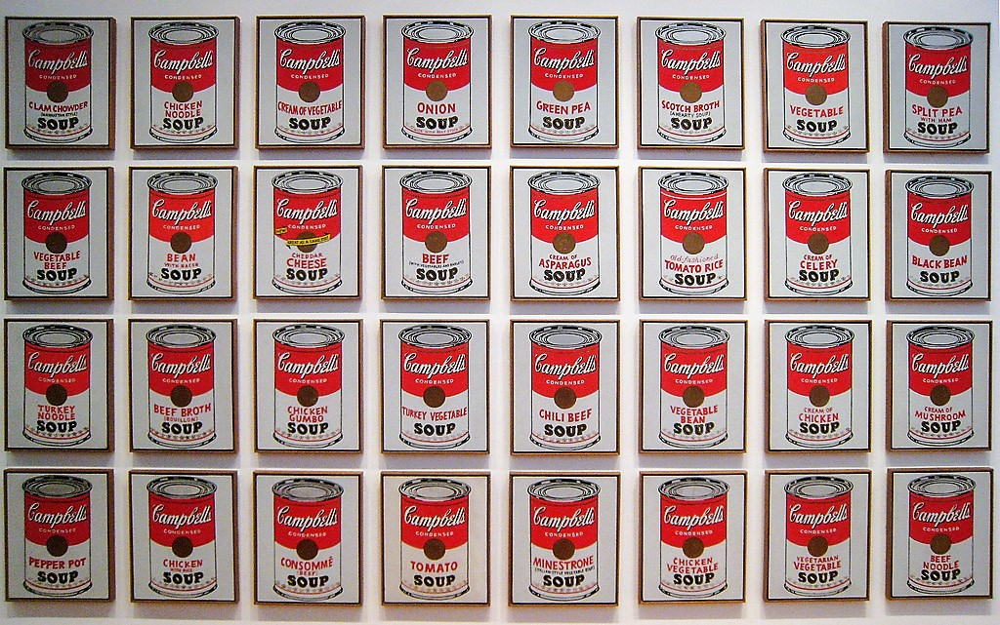 Campbell's
CONDENSED
CLAM CHOWDER
(MANHATTAN STYLE)
SOUP
Campbell's
CONDENSED
CHICKEN
NOODLE
SOUP
Campbell's
CONDENSED
CREAM OF VEGETABLE
SOUP
Campbell's
CONDENSED
ONION
SOUP
Campbell's
CONDENSED
GREEN PEA
SOUP
Campbell's
CONDENSED
SCOTCH BROTH
(A HEARTY SOUP)
SOUP
Campbell's
CONDENSED
VEGETABLE
SOUP
Campbell's
CONDENSED
SPLIT PEA
WITH HAM
SOUP
Campbell's
CONDENSED
VEGETABLE
BEEF
SOUP
Campbell's
CONDENSED
BEAN
WITH BACON
SOUP
Campbell's
CONDENSED
GREAT AS A SAUCE TOO!
CHEDDAR
CHEESE
SOUP
Campbell's
CONDENSED
BEEF
(WITH VEGETABLES AND BARLEY)
SOUP
Campbell's
CONDENSED
CREAM OF
ASPARAGUS
SOUP
Campbell's
CONDENSED
Old-fashioned
TOMATO RICE
SOUP
Campbell's
CONDENSED
CREAM OF
CELERY
SOUP
Campbell's
CONDENSED
BLACK BEAN
SOUP
Campbell's
CONDENSED
TURKEY
NOODLE
SOUP
Campbell's
CONDENSED
BEEF BROTH
(BOUILLON)
SOUP
Campbell's
CONDENSED
CHICKEN
GUMBO
SOUP
Campbell's
CONDENSED
TURKEY VEGETABLE
SOUP
Campbell's
CONDENSED
CHILI BEEF
SOUP
Campbell's
CONDENSED
VEGETABLE
BEAN
SOUP
Campbell's
CONDENSED
CREAM OF
CHICKEN
SOUP
Campbell's
CONDENSED
CREAM OF
MUSHROOM
SOUP
Campbell's
CONDENSED
PEPPER POT
SOUP
Campbell's
CONDENSED
CHICKEN
WITH RICE
SOUP
Campbell's
CONDENSED
CONSOMMÉ
(BEEF)
SOUP
Campbell's
CONDENSED
TOMATO
SOUP
Campbell's
CONDENSED
MINESTRONE
(ITALIAN-STYLE VEGETABLE SOUP)
SOUP
Campbell's
CONDENSED
CHICKEN
VEGETABLE
SOUP
Campbell's
CONDENSED
VEGETARIAN
VEGETABLE
SOUP
Campbell's
CONDENSED
BEEF
NOODLE
SOUP